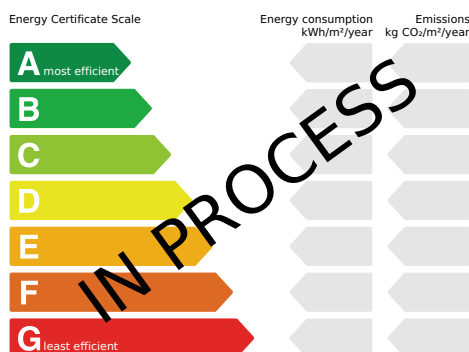 Energy Certificate Scale
Energy consumption
kWh/m²/year
Emissions
kg CO₂/m²/year
A most efficient
B
C
D
E
F
G least efficient
IN PROCESS